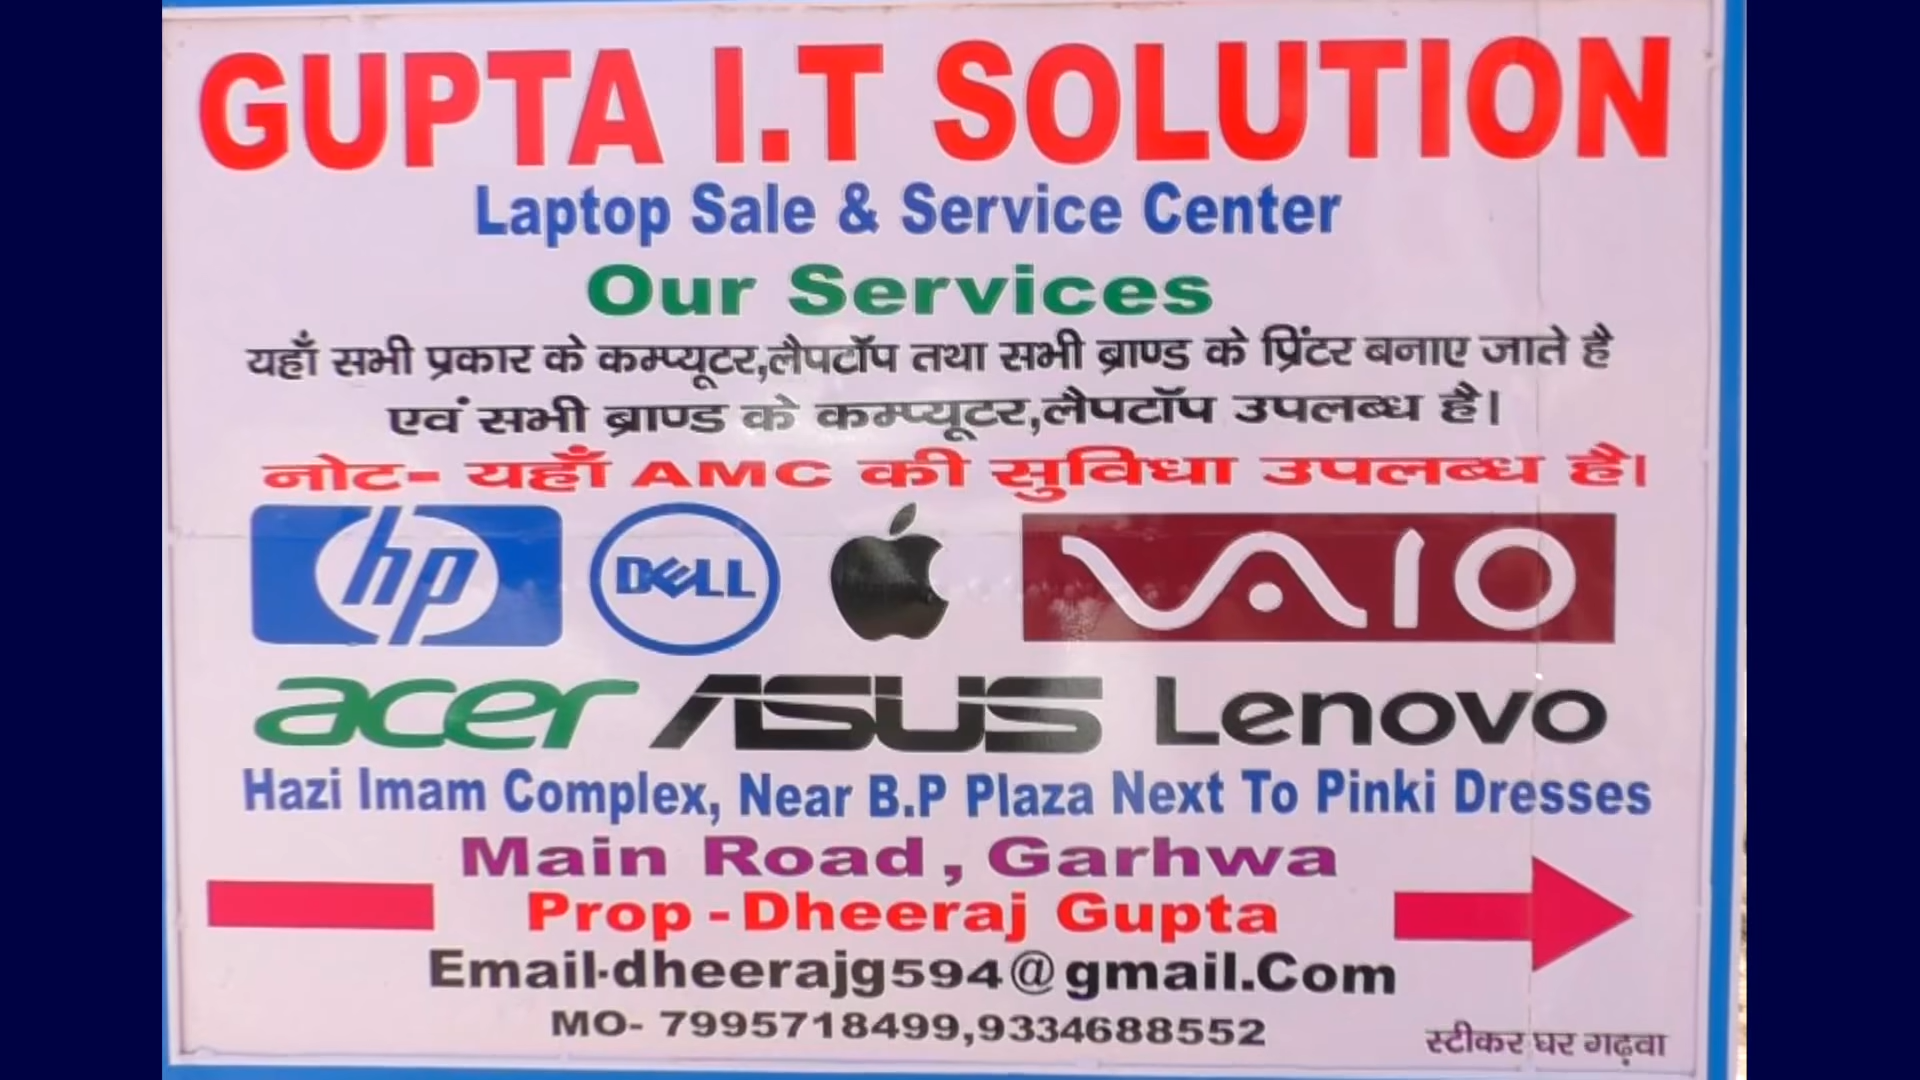 GUPTA I.T SOLUTION
Laptop Sale & Service Center
Our Services
यहाँ सभी प्रकार के कम्प्यूटर,लैपटॉप तथा सभी ब्राण्ड के प्रिंटर बनाए जाते है
एवं सभी ब्राण्ड के कम्प्यूटर,लैपटॉप उपलब्ध है।
नोट- यहाँ AMC की सुविधा उपलब्ध है।
hp DELL VAIO
acer ASUS Lenovo
Hazi Imam Complex, Near B.P Plaza Next To Pinki Dresses
Main Road, Garhwa
Prop - Dheeraj Gupta
Email-dheerajg594@gmail.Com
MO- 7995718499,9334688552
स्टीकर घर गढ़वा